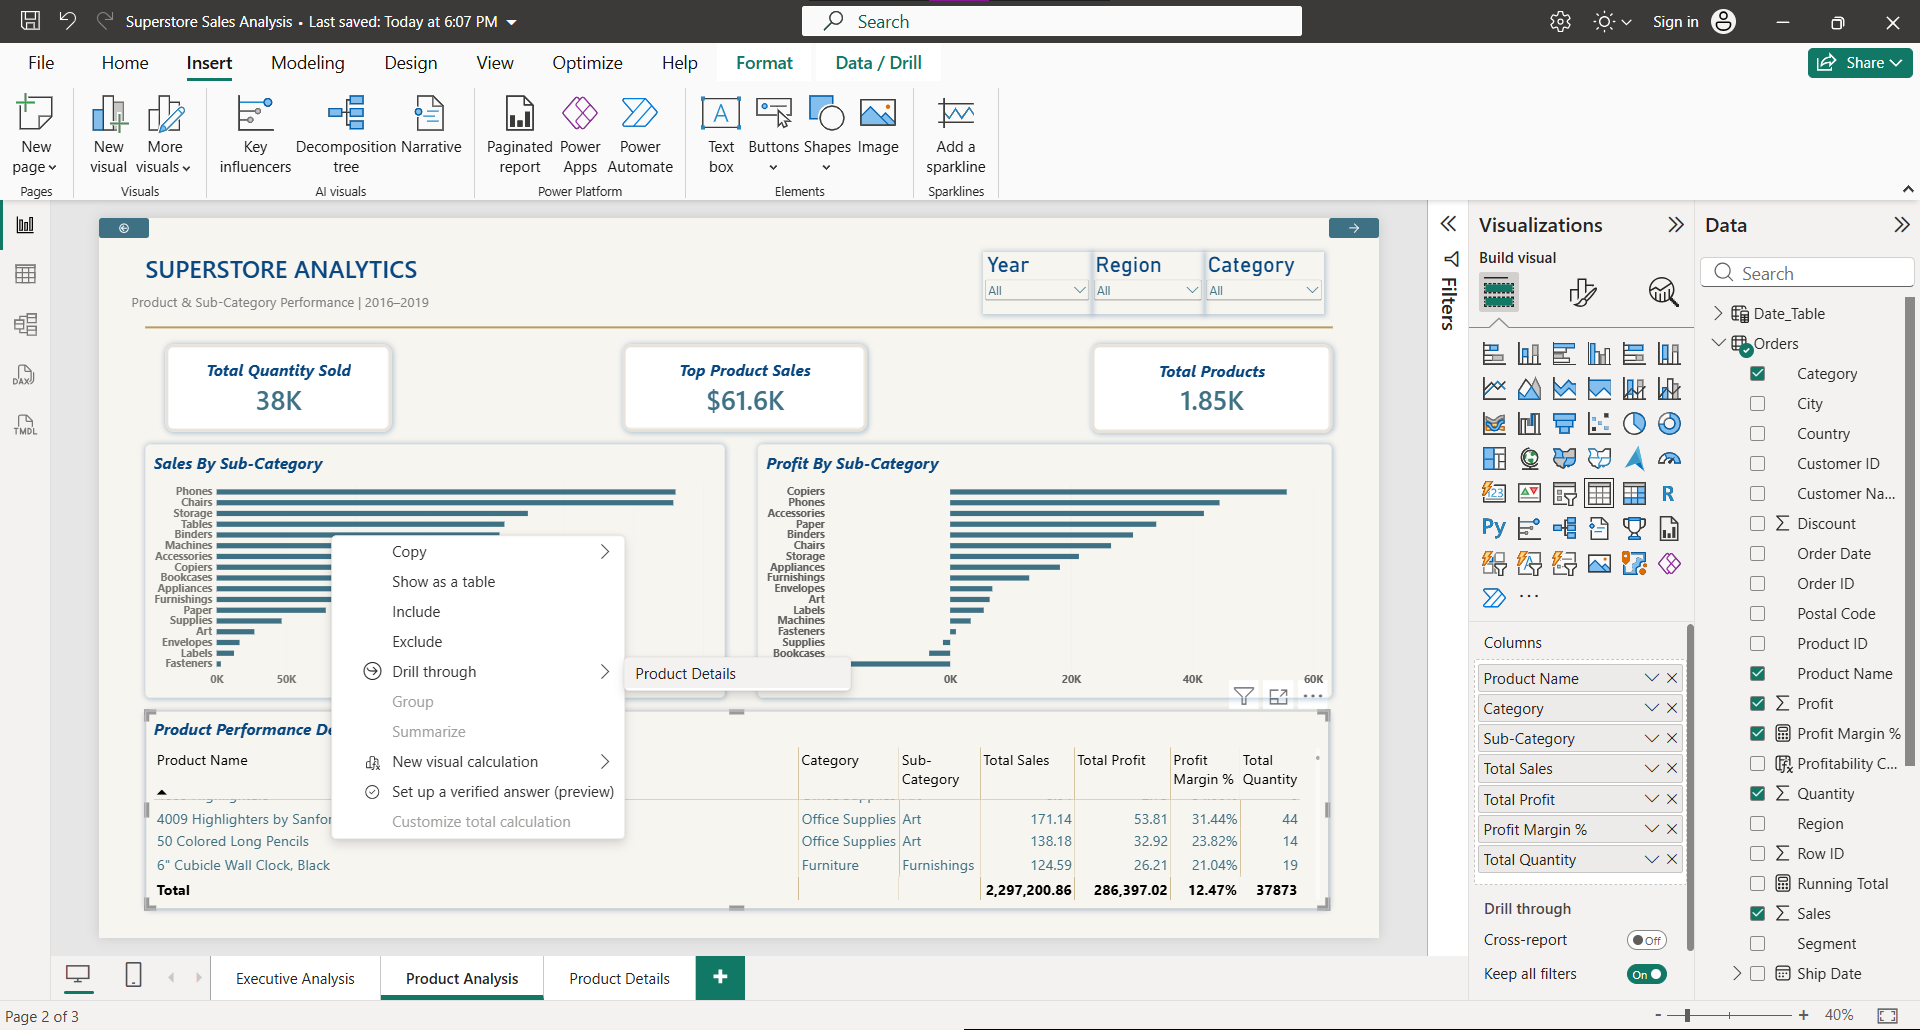 Superstore Sales Analysis • Last saved: Today at 6:07 PM
Search
Sign in
File Home Insert Modeling Design View Optimize Help Format Data / Drill
Share
New page
Pages
New visual
More visuals
Visuals
Key influencers
Decomposition tree
Narrative
AI visuals
Paginated report
Power Apps
Power Automate
Power Platform
Text box
Buttons
Shapes
Image
Elements
Add a sparkline
Sparklines
DAX
TMDL
SUPERSTORE ANALYTICS
Product & Sub-Category Performance | 2016–2019
Year
All
Region
All
Category
All
Total Quantity Sold
38K
Top Product Sales
$61.6K
Total Products
1.85K
Sales By Sub-Category
Phones
Chairs
Storage
Tables
Binders
Machines
Accessories
Copiers
Bookcases
Appliances
Furnishings
Paper
Supplies
Art
Envelopes
Labels
Fasteners
0K 50K
Profit By Sub-Category
Copiers
Phones
Accessories
Paper
Binders
Chairs
Storage
Appliances
Furnishings
Envelopes
Art
Labels
Machines
Fasteners
Supplies
Bookcases
0K 20K 40K 60K
Copy
Show as a table
Include
Exclude
Drill through
Group
Summarize
New visual calculation
Set up a verified answer (preview)
Customize total calculation
Product Details
Product Performance De
Product Name Category Sub-Category Total Sales Total Profit Profit Margin % Total Quantity
4009 Highlighters by Sanfor Office Supplies Art 171.14 53.81 31.44% 44
50 Colored Long Pencils Office Supplies Art 138.18 32.92 23.82% 14
6" Cubicle Wall Clock, Black Furniture Furnishings 124.59 26.21 21.04% 19
Total 2,297,200.86 286,397.02 12.47% 37873
Filters
Visualizations
Build visual
123
R
Py
Columns
Product Name
Category
Sub-Category
Total Sales
Total Profit
Profit Margin %
Total Quantity
Drill through
Cross-report Off
Keep all filters On
Data
Search
Date_Table
Orders
Category
City
Country
Customer ID
Customer Na...
Discount
Order Date
Order ID
Postal Code
Product ID
Product Name
Profit
Profit Margin %
Profitability C...
Quantity
Region
Row ID
Running Total
Sales
Segment
Ship Date
Executive Analysis
Product Analysis
Product Details
+
Page 2 of 3
- + 40%